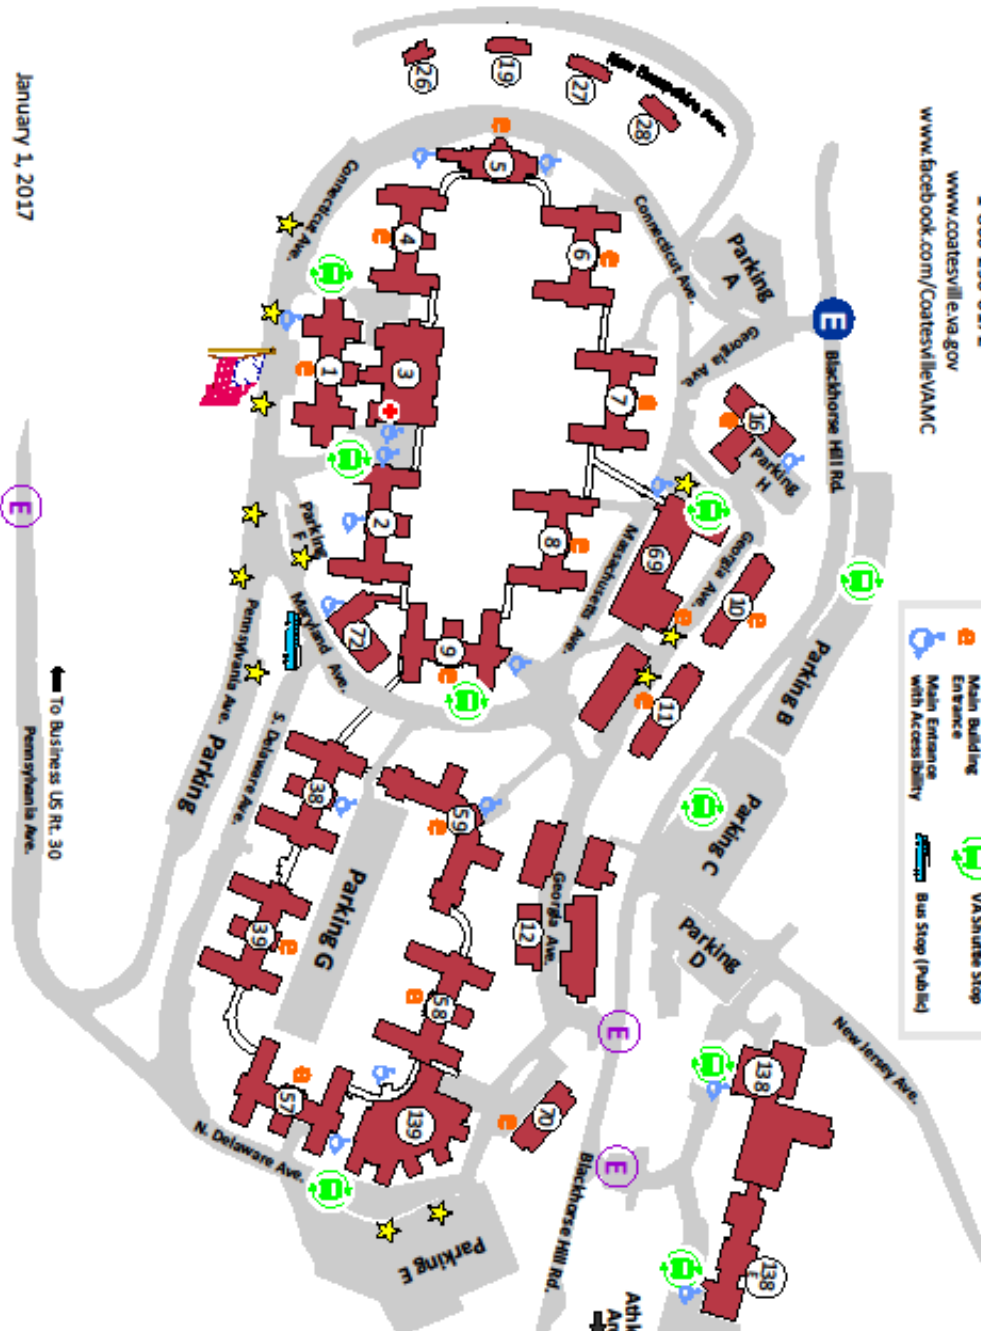 www.coatesville.va.gov
www.facebook.com/CoatesvilleVAMC
January 1, 2017
e Main Building
Entrance
Main Entrance
with Accessibility
VA Shuttle Stop
Bus Stop (Public)
New Hampshire Ave.
26
19
27
28
5
4
6
Connecticut Ave.
Connecticut Ave.
Parking
A
E
Blackhorse Hill Rd.
Georgia Ave.
1
3
7
16
Parking
H
2
Parking
F
8
69
Massachusetts Ave.
Georgia Ave.
10
72
9
11
Maryland Ave.
Parking B
Pennsylvania Ave.
Parking
S. Delaware Ave.
E
To Business US Rt. 30
Pennsylvania Ave.
38
59
Parking C
Parking G
39
58
12
Georgia Ave.
Parking
D
New Jersey Ave.
E
57
139
70
138
N. Delaware Ave.
E
Blackhorse Hill Rd.
Parking E
138
E